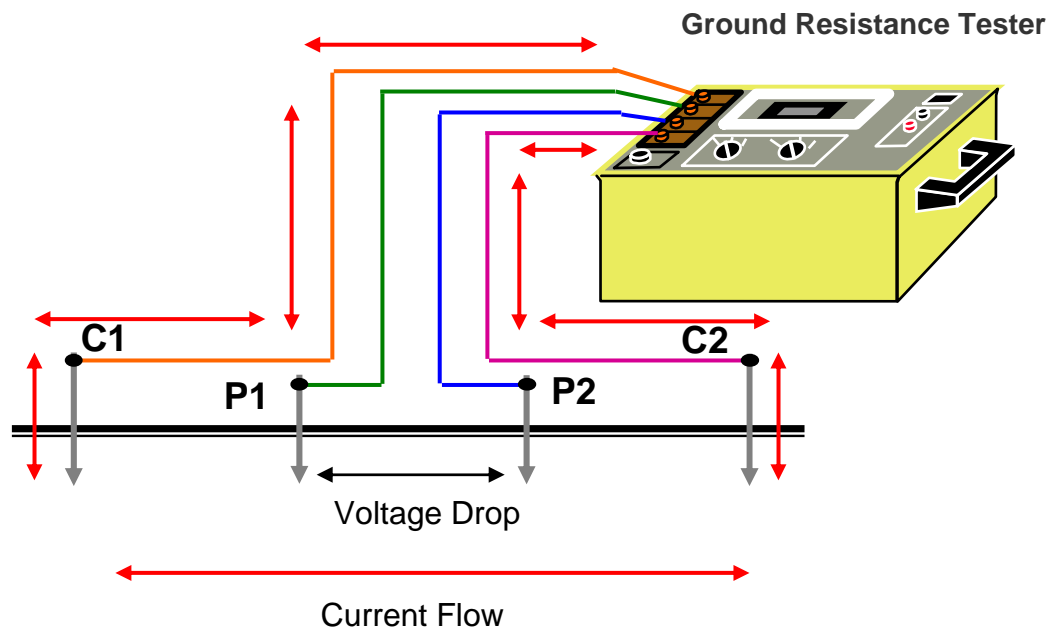 Ground Resistance Tester
C1
C2
P1
P2
Voltage Drop
Current Flow